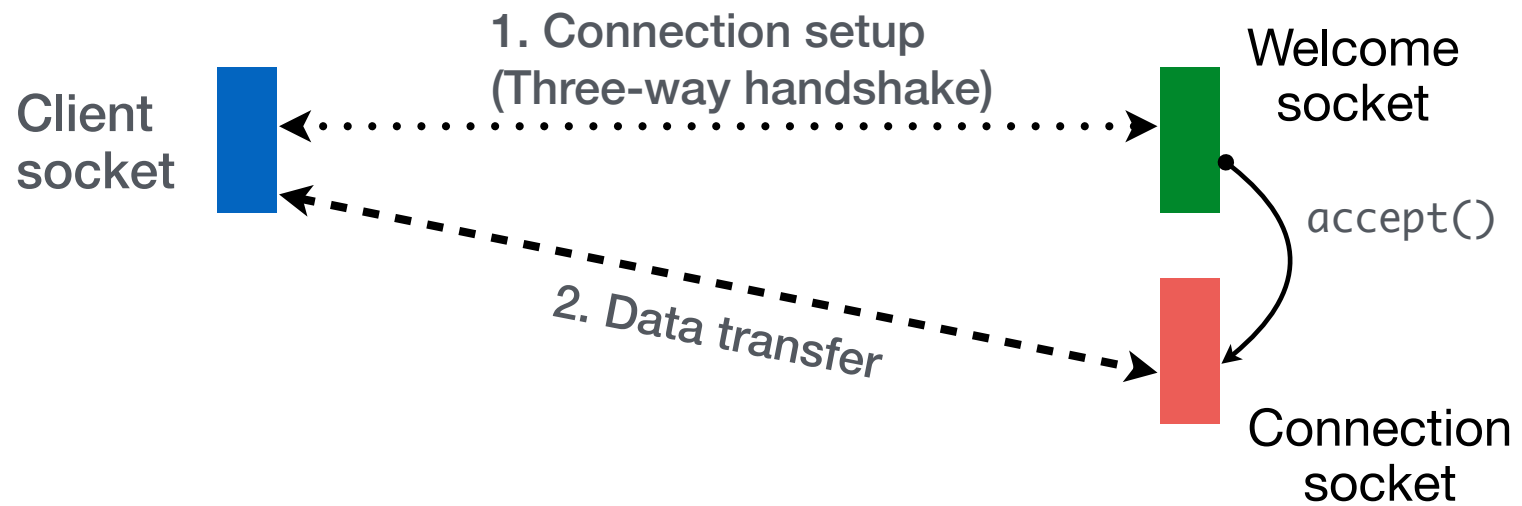 1. Connection setup
(Three-way handshake)
Client
socket
Welcome
socket
accept()
2. Data transfer
Connection
socket